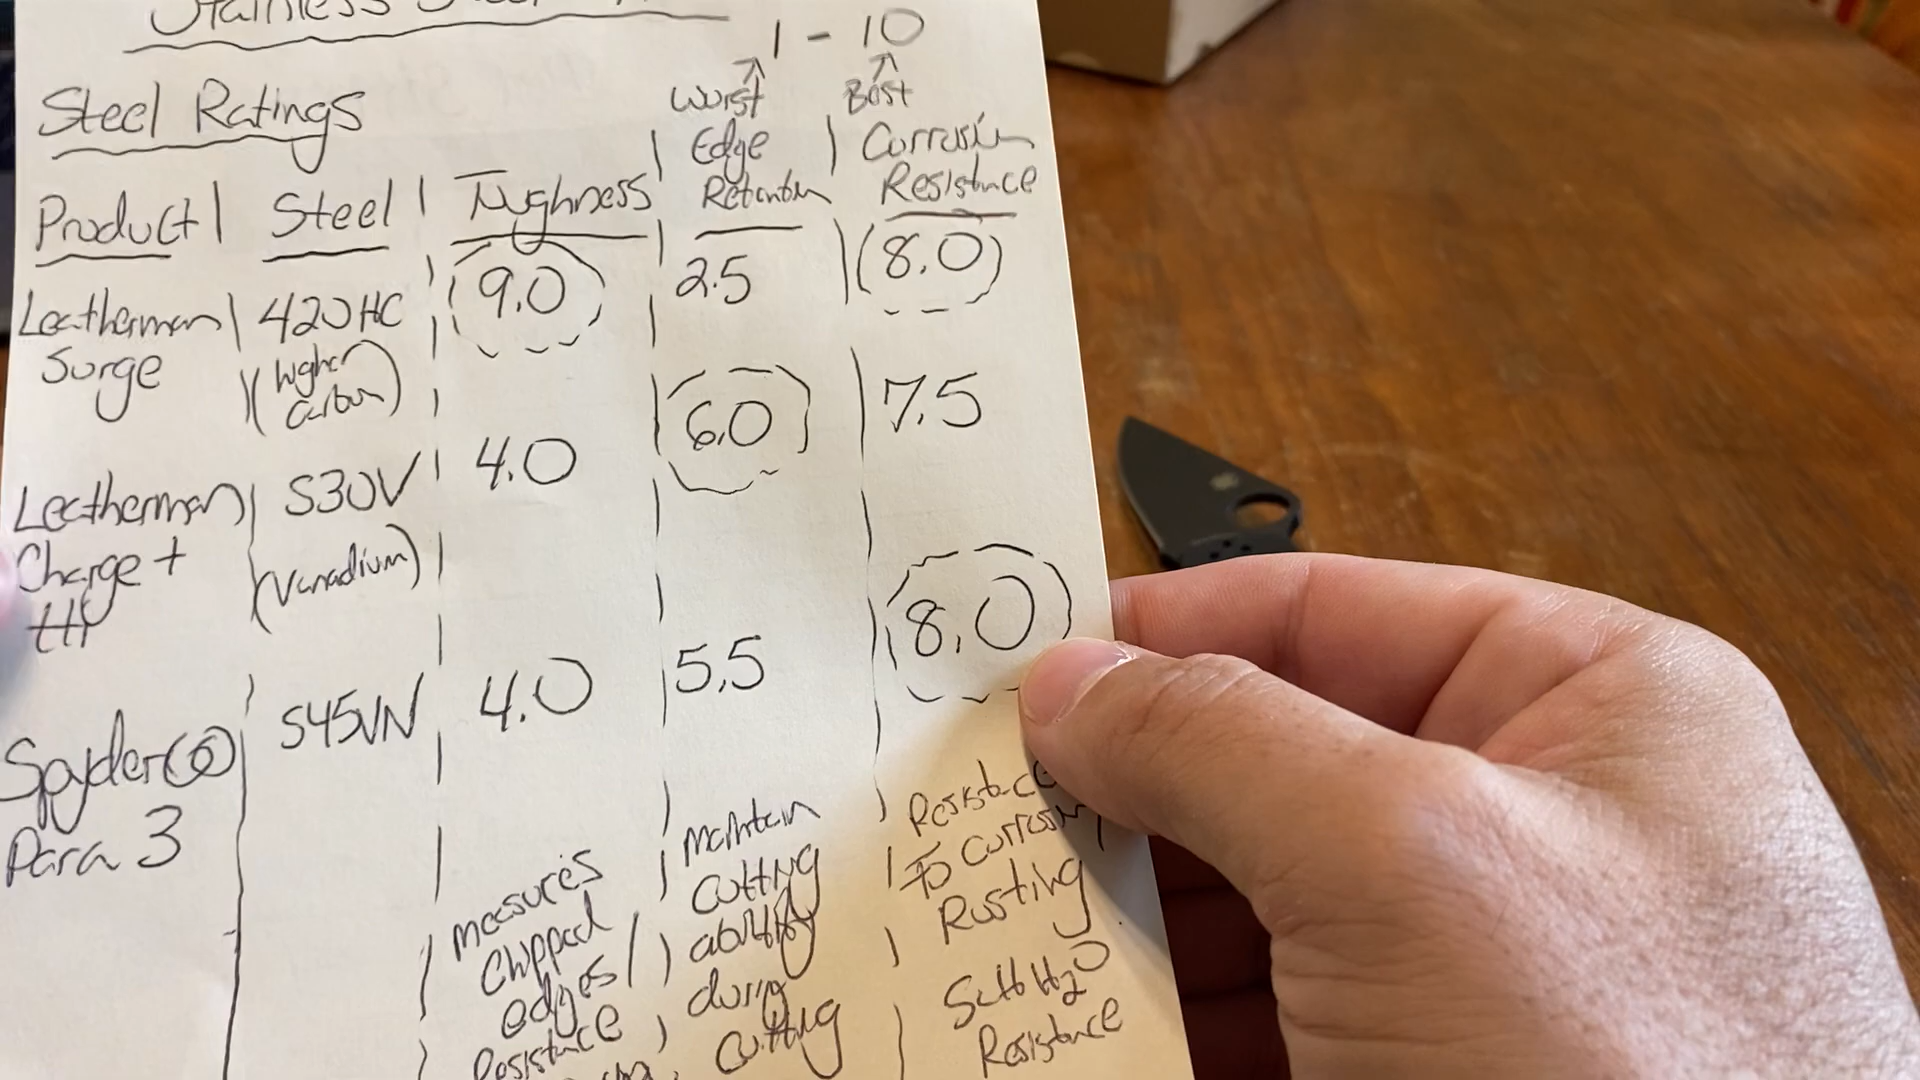 Stainless Steel
1 - 10
Worst Best
Steel Ratings
Product | Steel | Toughness | Edge Retention | Corrosion Resistance
Leatherman Surge | 420HC (higher carbon) | 9.0 | 2.5 | 8.0
Leatherman Charge + tti | S30V (Vanadium) | 4.0 | 6.0 | 7.5
Spyderco Para 3 | S45VN | 4.0 | 5.5 | 8.0
measures chipped edges / Resistance
maintain cutting ability during cutting
Resistance To Corrosion Rusting
Salt H2O Resistance